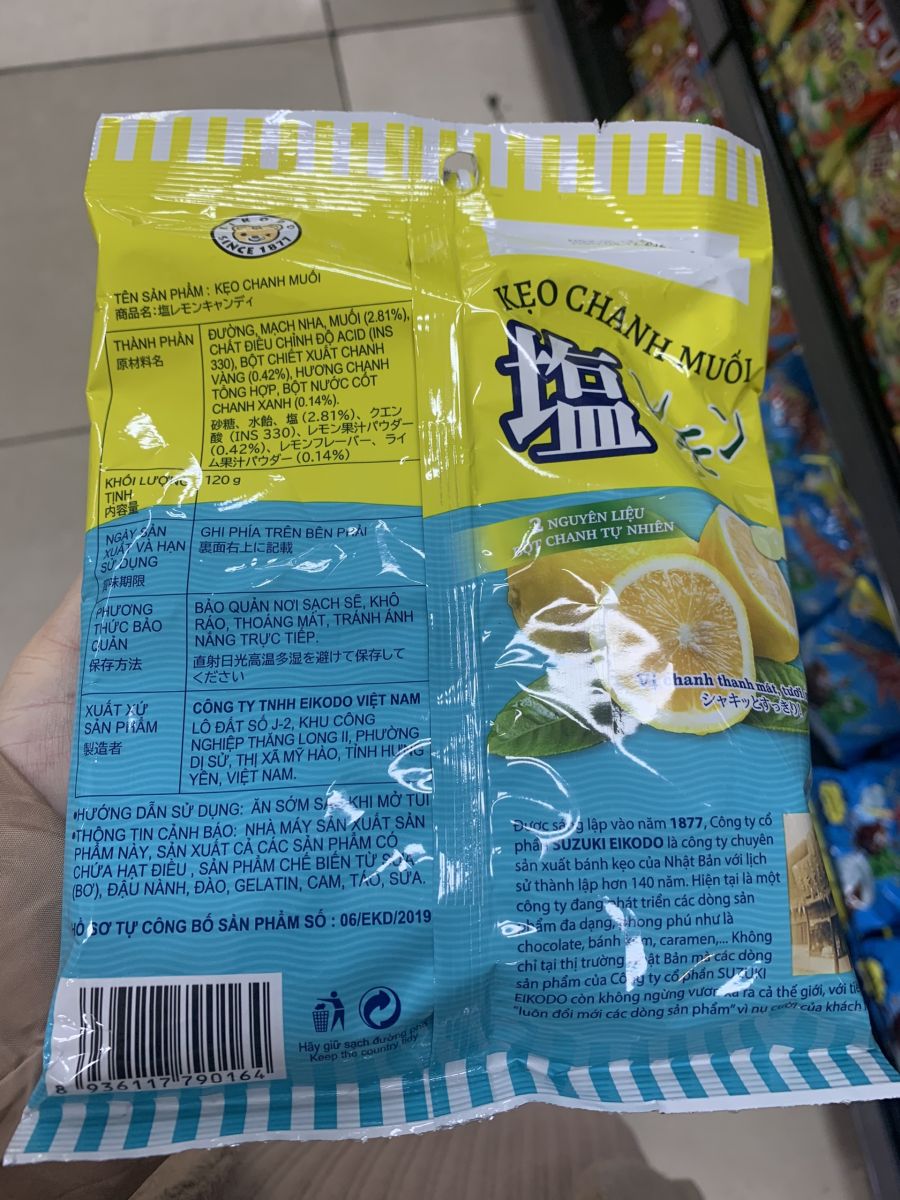 SINCE 1877
TÊN SẢN PHẨM : KẸO CHANH MUỐI
商品名:塩レモンキャンディ
THÀNH PHẦN
原材料名
ĐƯỜNG, MẠCH NHA, MUỐI (2.81%),
CHẤT ĐIỀU CHỈNH ĐỘ ACID (INS
330), BỘT CHIẾT XUẤT CHANH
VÀNG (0.42%), HƯƠNG CHANH
TỔNG HỢP, BỘT NƯỚC CỐT
CHANH XANH (0.14%).
砂糖、水飴、塩(2.81%)、クエン
酸(INS 330)、レモン果汁パウダー
(0.42%)、レモンフレーバー、ライ
ム果汁パウダー(0.14%)
KHỐI LƯỢNG
TỊNH
内容量
120 g
NGÀY SẢN
XUẤT VÀ HẠN
SỬ DỤNG
味期限
GHI PHÍA TRÊN BÊN PHẢI
裏面右上に記載
PHƯƠNG
THỨC BẢO
QUẢN
保存方法
BẢO QUẢN NƠI SẠCH SẼ, KHÔ
RÁO, THOÁNG MÁT, TRÁNH ÁNH
NẮNG TRỰC TIẾP.
直射日光高温多湿を避けて保存して
ください
XUẤT XỨ
SẢN PHẨM
製造者
CÔNG TY TNHH EIKODO VIỆT NAM
LÔ ĐẤT SỐ J-2, KHU CÔNG
NGHIỆP THĂNG LONG II, PHƯỜNG
DỊ SỬ, THỊ XÃ MỸ HÀO, TỈNH HƯNG
YÊN, VIỆT NAM.
*HƯỚNG DẪN SỬ DỤNG: ĂN SỚM SAU KHI MỞ TÚI
*THÔNG TIN CẢNH BÁO: NHÀ MÁY SẢN XUẤT SẢN
PHẨM NÀY, SẢN XUẤT CẢ CÁC SẢN PHẨM CÓ
CHỨA HẠT ĐIỀU , SẢN PHẨM CHẾ BIẾN TỪ SỮA
(BƠ), ĐẬU NÀNH, ĐÀO, GELATIN, CAM, TÁO, SỮA.
HỒ SƠ TỰ CÔNG BỐ SẢN PHẨM SỐ : 06/EKD/2019
8 936117 790164
Hãy giữ sạch đường phố
Keep the country tidy
KẸO CHANH MUỐI
塩レモン
NGUYÊN LIỆU
BỘT CHANH TỰ NHIÊN
Vị chanh thanh mát, tươi
シャキッとすっきり!
Được sáng lập vào năm 1877, Công ty cổ
phần SUZUKI EIKODO là công ty chuyên
sản xuất bánh kẹo của Nhật Bản với lịch
sử thành lập hơn 140 năm. Hiện tại là một
công ty đang phát triển các dòng sản
phẩm đa dạng, phong phú như là
chocolate, bánh kem, caramen,... Không
chỉ tại thị trường Nhật Bản mà các dòng
sản phẩm của Công ty cổ phần SUZUKI
EIKODO còn không ngừng vươn xa ra cả thế giới, với
"luôn đổi mới các dòng sản phẩm" vì nụ cười của khách